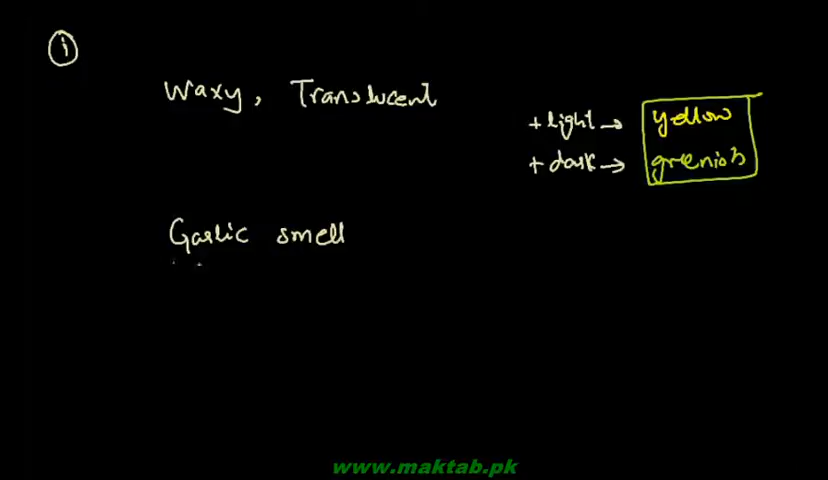 i
Waxy, Translucent
+ light → yellow
+ dark → greenish
Garlic smell
www.maktab.pk